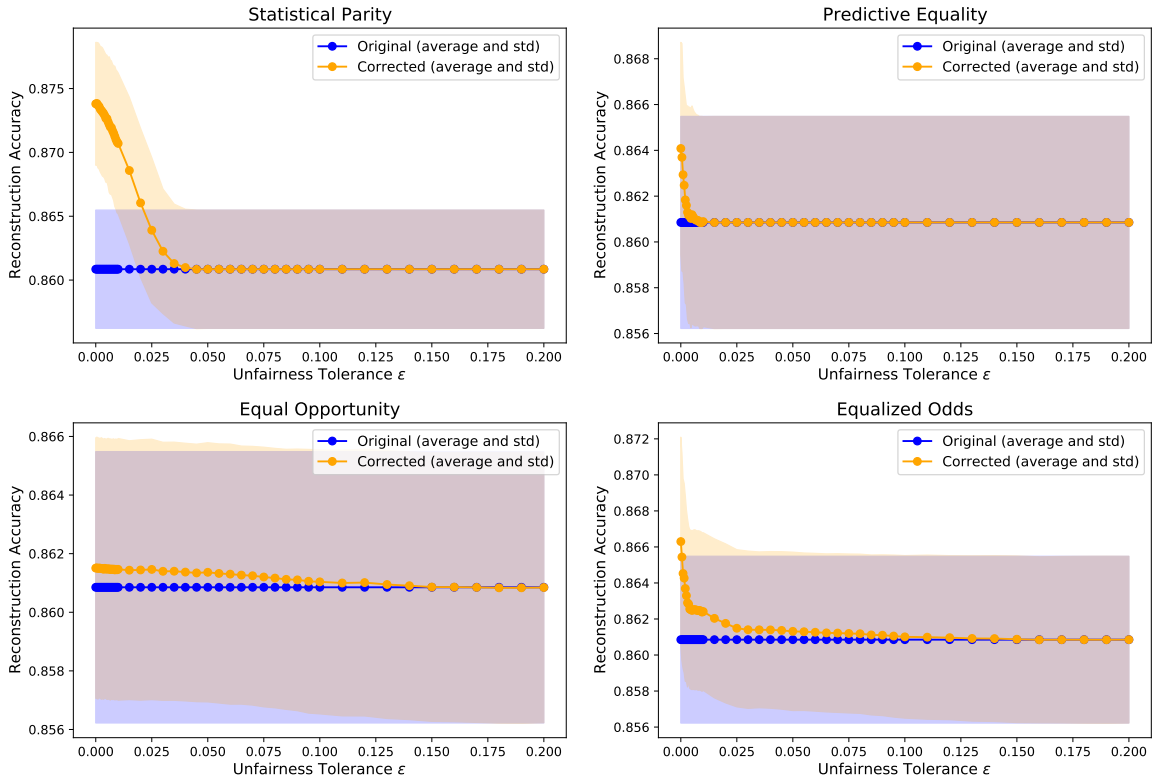 Statistical Parity
Original (average and std)
Corrected (average and std)
0.875
0.870
0.865
0.860
Reconstruction Accuracy
0.000 0.025 0.050 0.075 0.100 0.125 0.150 0.175 0.200
Unfairness Tolerance ε
Predictive Equality
Original (average and std)
Corrected (average and std)
0.868
0.866
0.864
0.862
0.860
0.858
0.856
Reconstruction Accuracy
0.000 0.025 0.050 0.075 0.100 0.125 0.150 0.175 0.200
Unfairness Tolerance ε
Equal Opportunity
Original (average and std)
Corrected (average and std)
0.866
0.864
0.862
0.860
0.858
0.856
Reconstruction Accuracy
0.000 0.025 0.050 0.075 0.100 0.125 0.150 0.175 0.200
Unfairness Tolerance ε
Equalized Odds
Original (average and std)
Corrected (average and std)
0.872
0.870
0.868
0.866
0.864
0.862
0.860
0.858
0.856
Reconstruction Accuracy
0.000 0.025 0.050 0.075 0.100 0.125 0.150 0.175 0.200
Unfairness Tolerance ε